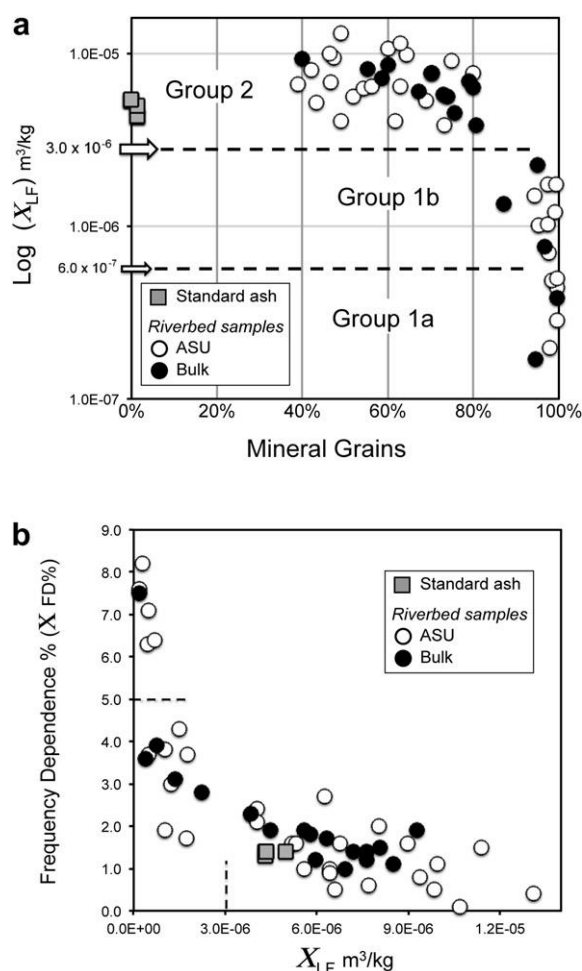 a
Log (X_LF) m³/kg
1.0E-05
3.0 x 10⁻⁶
1.0E-06
6.0 x 10⁻⁷
1.0E-07
Group 2
Group 1b
Group 1a
Standard ash
Riverbed samples
ASU
Bulk
0% 20% 40% 60% 80% 100%
Mineral Grains
b
Frequency Dependence % (X FD%)
9.0
8.0
7.0
6.0
5.0
4.0
3.0
2.0
1.0
0.0
Standard ash
Riverbed samples
ASU
Bulk
0.0E+00 3.0E-06 6.0E-06 9.0E-06 1.2E-05
X_LF m³/kg